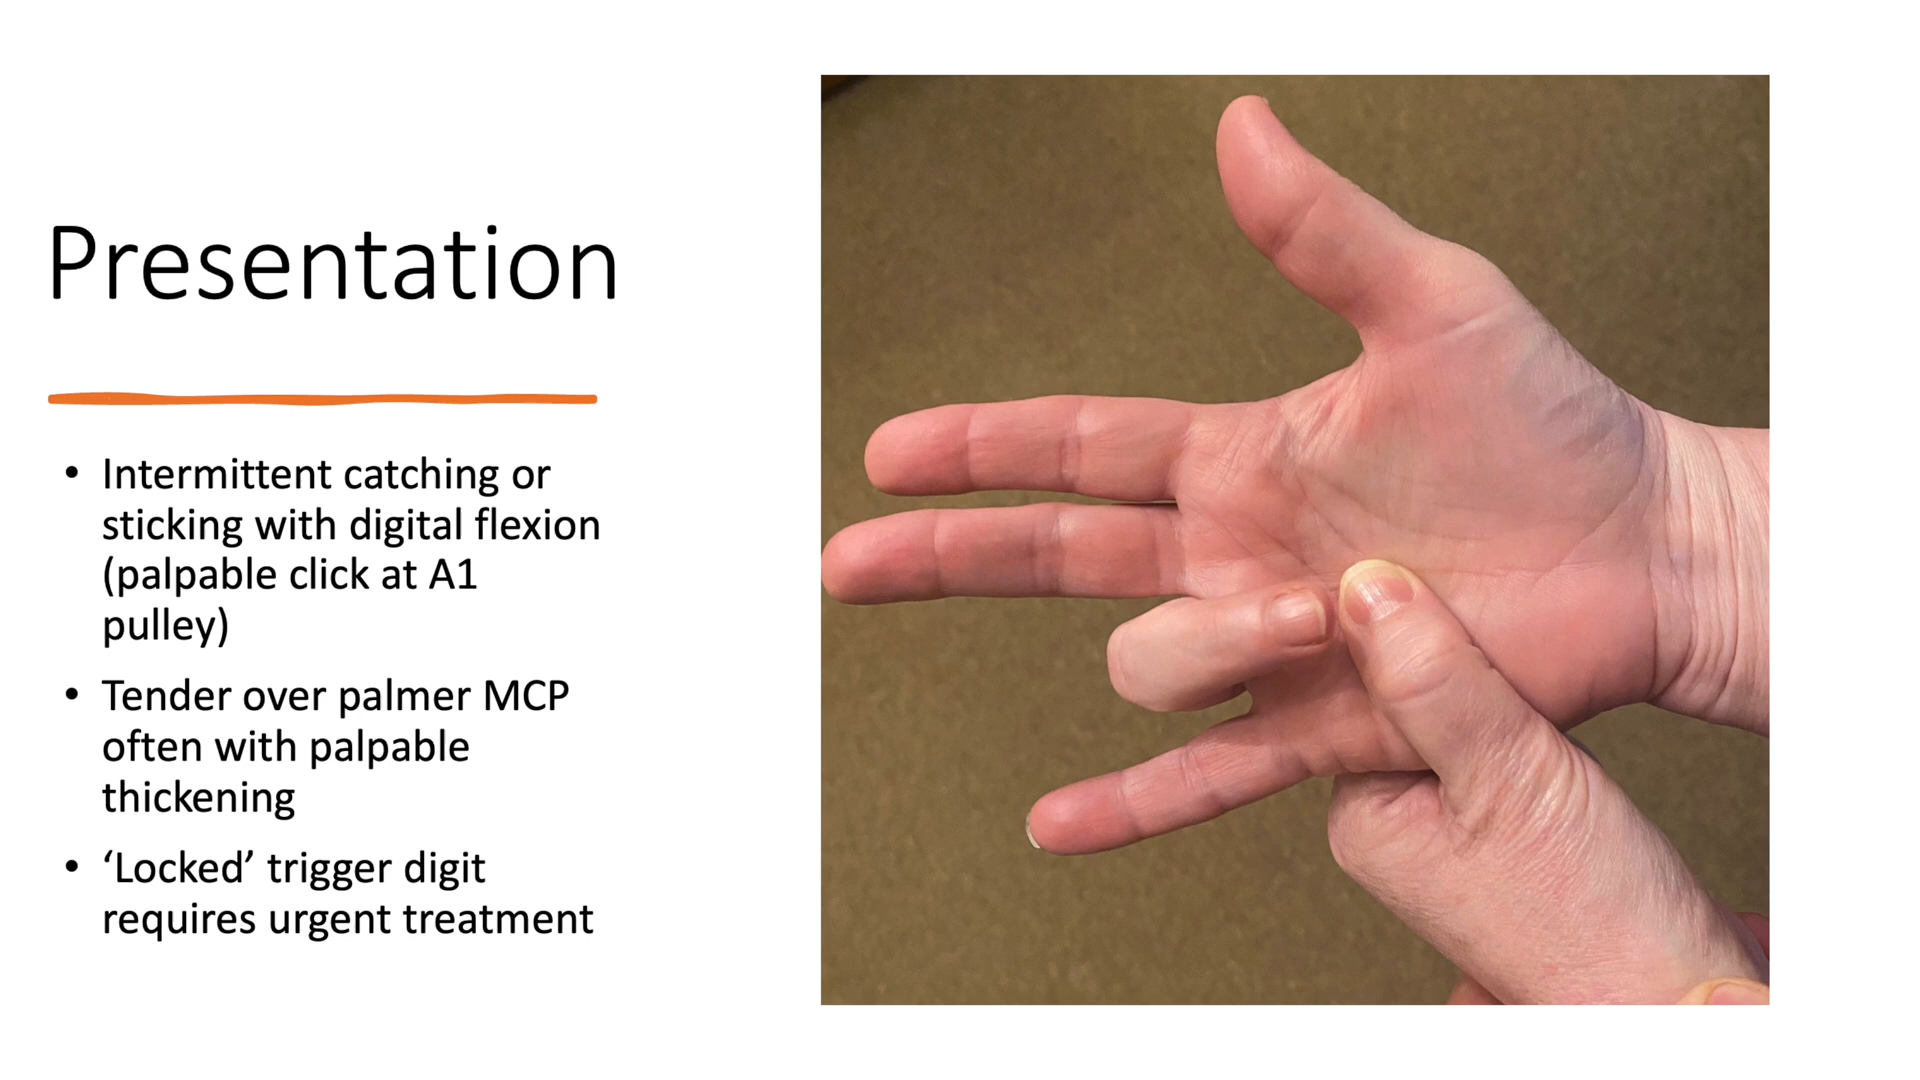 Presentation
• Intermittent catching or
sticking with digital flexion
(palpable click at A1
pulley)
• Tender over palmer MCP
often with palpable
thickening
• ‘Locked’ trigger digit
requires urgent treatment